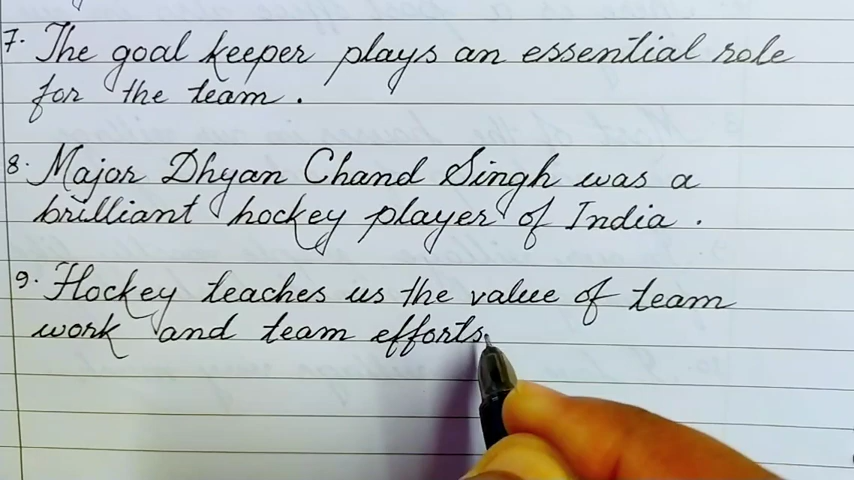 7. The goal keeper plays an essential role
for the team.
8. Major Dhyan Chand Singh was a
brilliant hockey player of India.
9. Hockey teaches us the value of team
work and team efforts